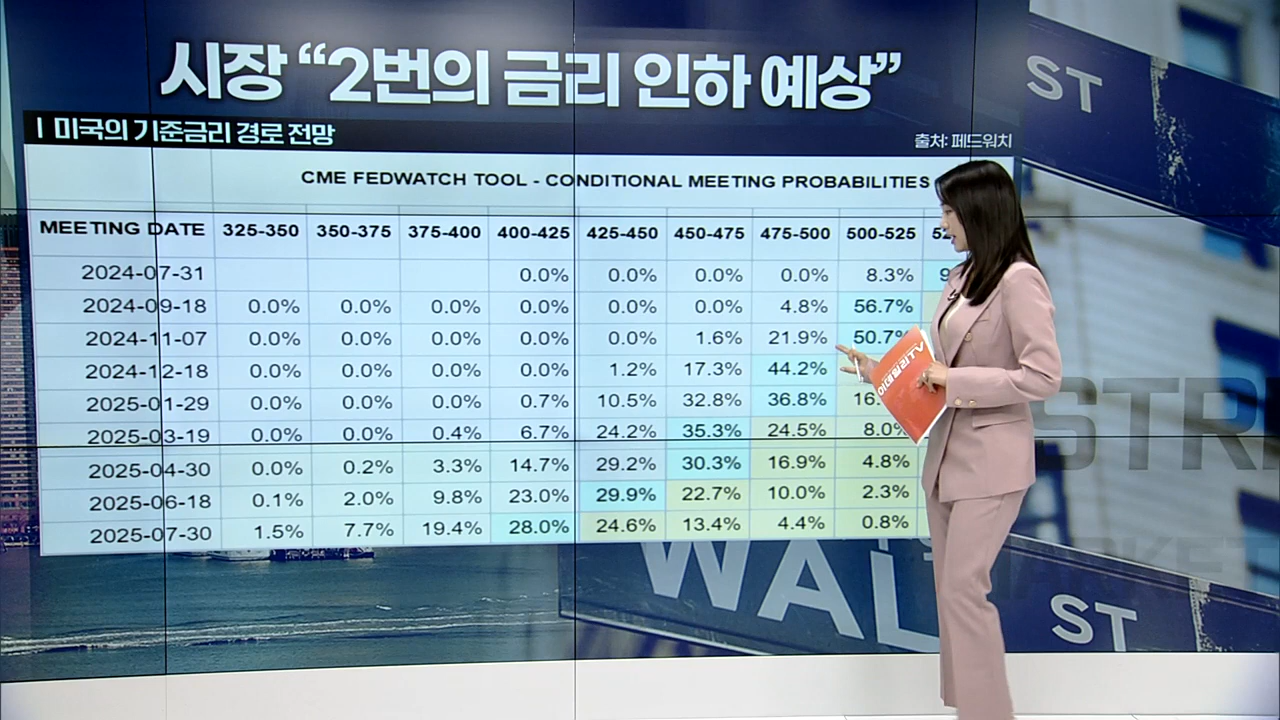 시장 “2번의 금리 인하 예상”
ST
| 미국의 기준금리 경로 전망
출처: 페드워치
CME FEDWATCH TOOL - CONDITIONAL MEETING PROBABILITIES
MEETING DATE 325-350 350-375 375-400 400-425 425-450 450-475 475-500 500-525 52
2024-07-31 0.0% 0.0% 0.0% 0.0% 8.3% 9
2024-09-18 0.0% 0.0% 0.0% 0.0% 0.0% 0.0% 4.8% 56.7%
2024-11-07 0.0% 0.0% 0.0% 0.0% 0.0% 1.6% 21.9% 50.7%
2024-12-18 0.0% 0.0% 0.0% 0.0% 1.2% 17.3% 44.2%
2025-01-29 0.0% 0.0% 0.0% 0.7% 10.5% 32.8% 36.8% 16.
2025-03-19 0.0% 0.0% 0.4% 6.7% 24.2% 35.3% 24.5% 8.0%
2025-04-30 0.0% 0.2% 3.3% 14.7% 29.2% 30.3% 16.9% 4.8%
2025-06-18 0.1% 2.0% 9.8% 23.0% 29.9% 22.7% 10.0% 2.3%
2025-07-30 1.5% 7.7% 19.4% 28.0% 24.6% 13.4% 4.4% 0.8%
이데일리TV
STRE
WALL
ST